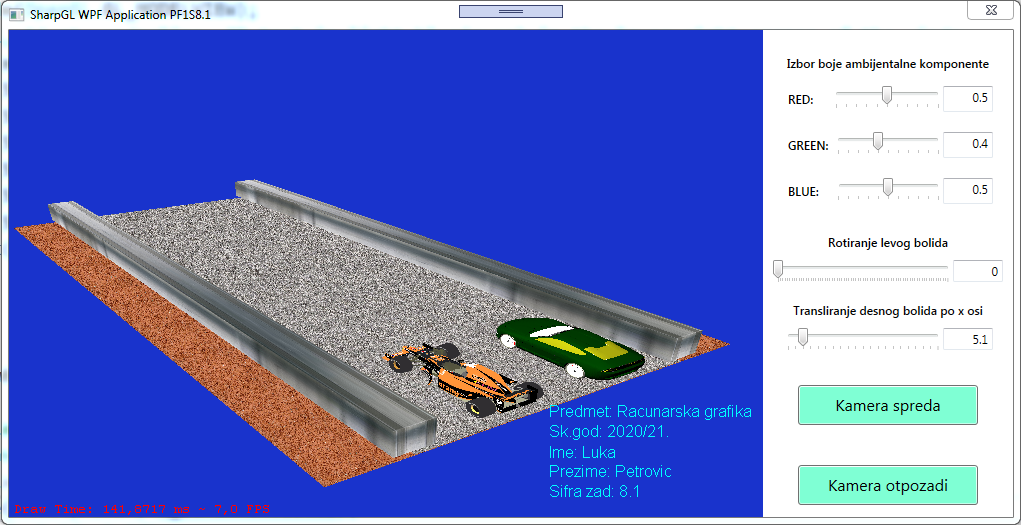 SharpGL WPF Application PF1S8.1
Izbor boje ambijentalne komponente
RED: 0.5
GREEN: 0.4
BLUE: 0.5
Rotiranje levog bolida
0
Transliranje desnog bolida po x osi
5.1
Kamera spreda
Kamera otpozadi
Predmet: Racunarska grafika
Sk.god: 2020/21.
Ime: Luka
Prezime: Petrovic
Sifra zad: 8.1
Draw Time: 141,8717 ms ~ 7,0 FPS